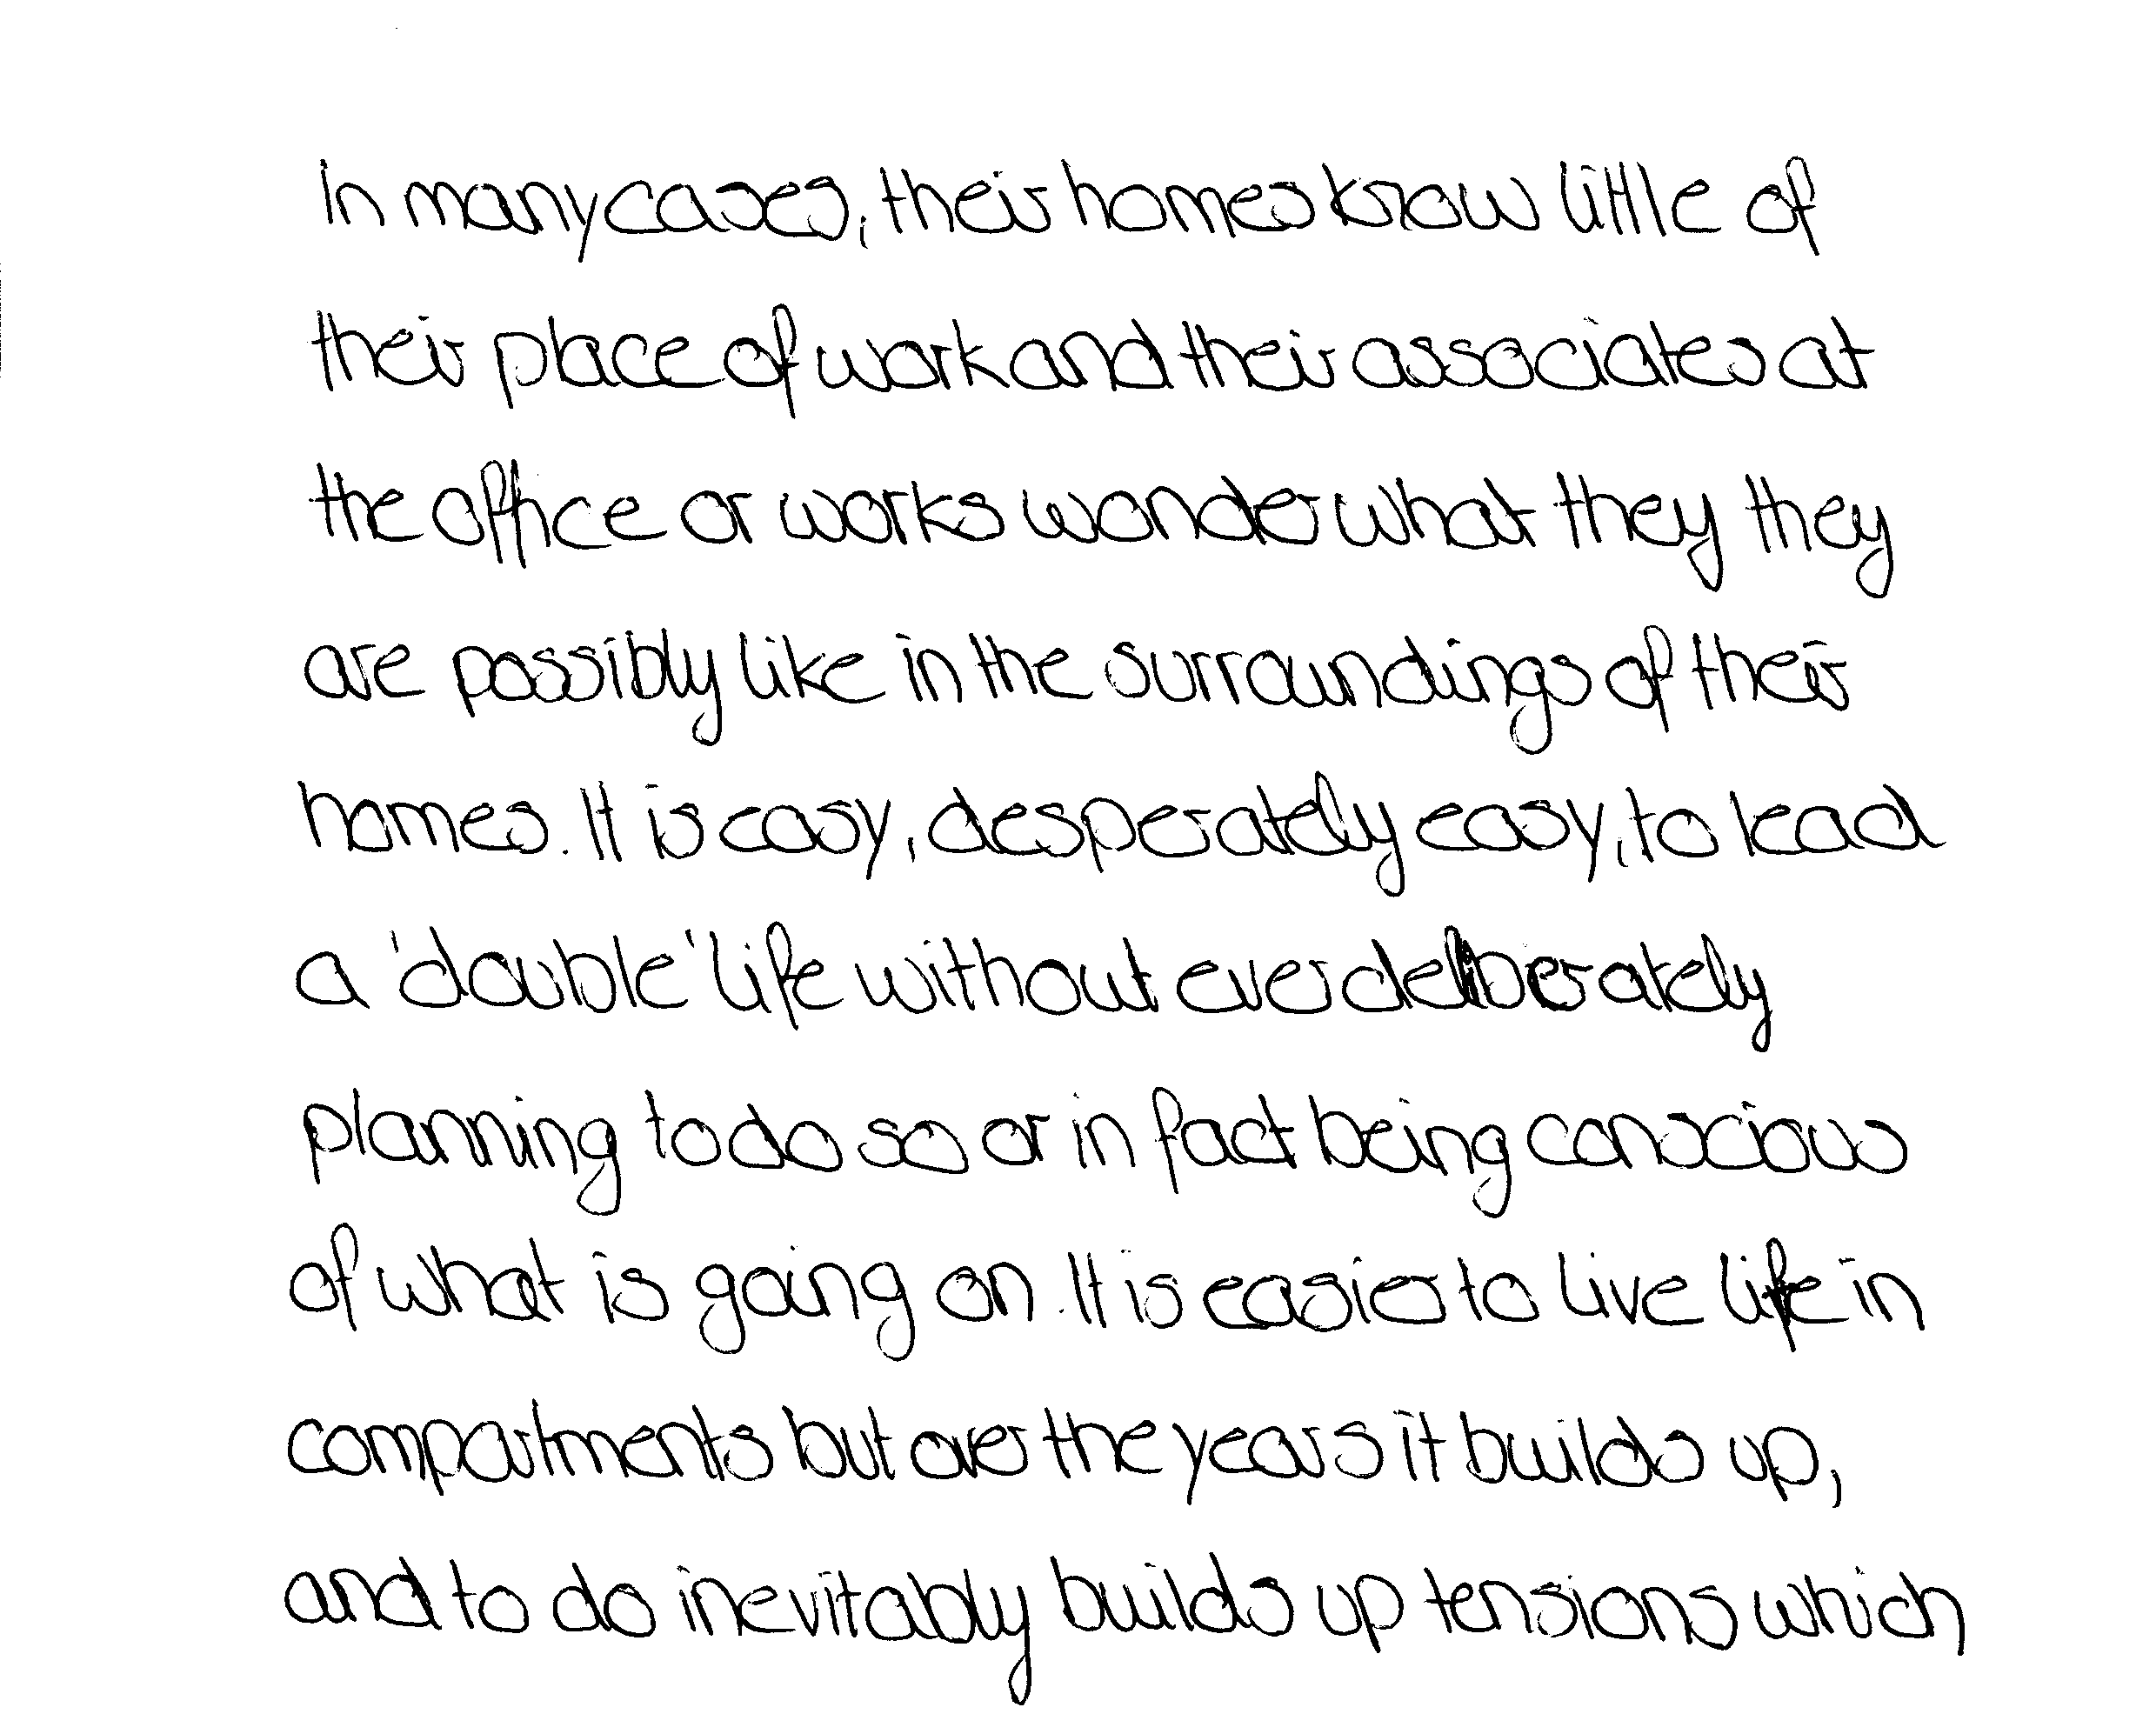 In many cases, their homes know little of
their place of work and their associates at
the office or works wonder what they they
are possibly like in the surroundings of their
homes. It is easy, desperately easy, to lead
a 'double' life without ever deliberately
planning to do so or in fact being conscious
of what is going on. It is easier to live life in
compartments but over the years it builds up,
and to do inevitably builds up tensions which